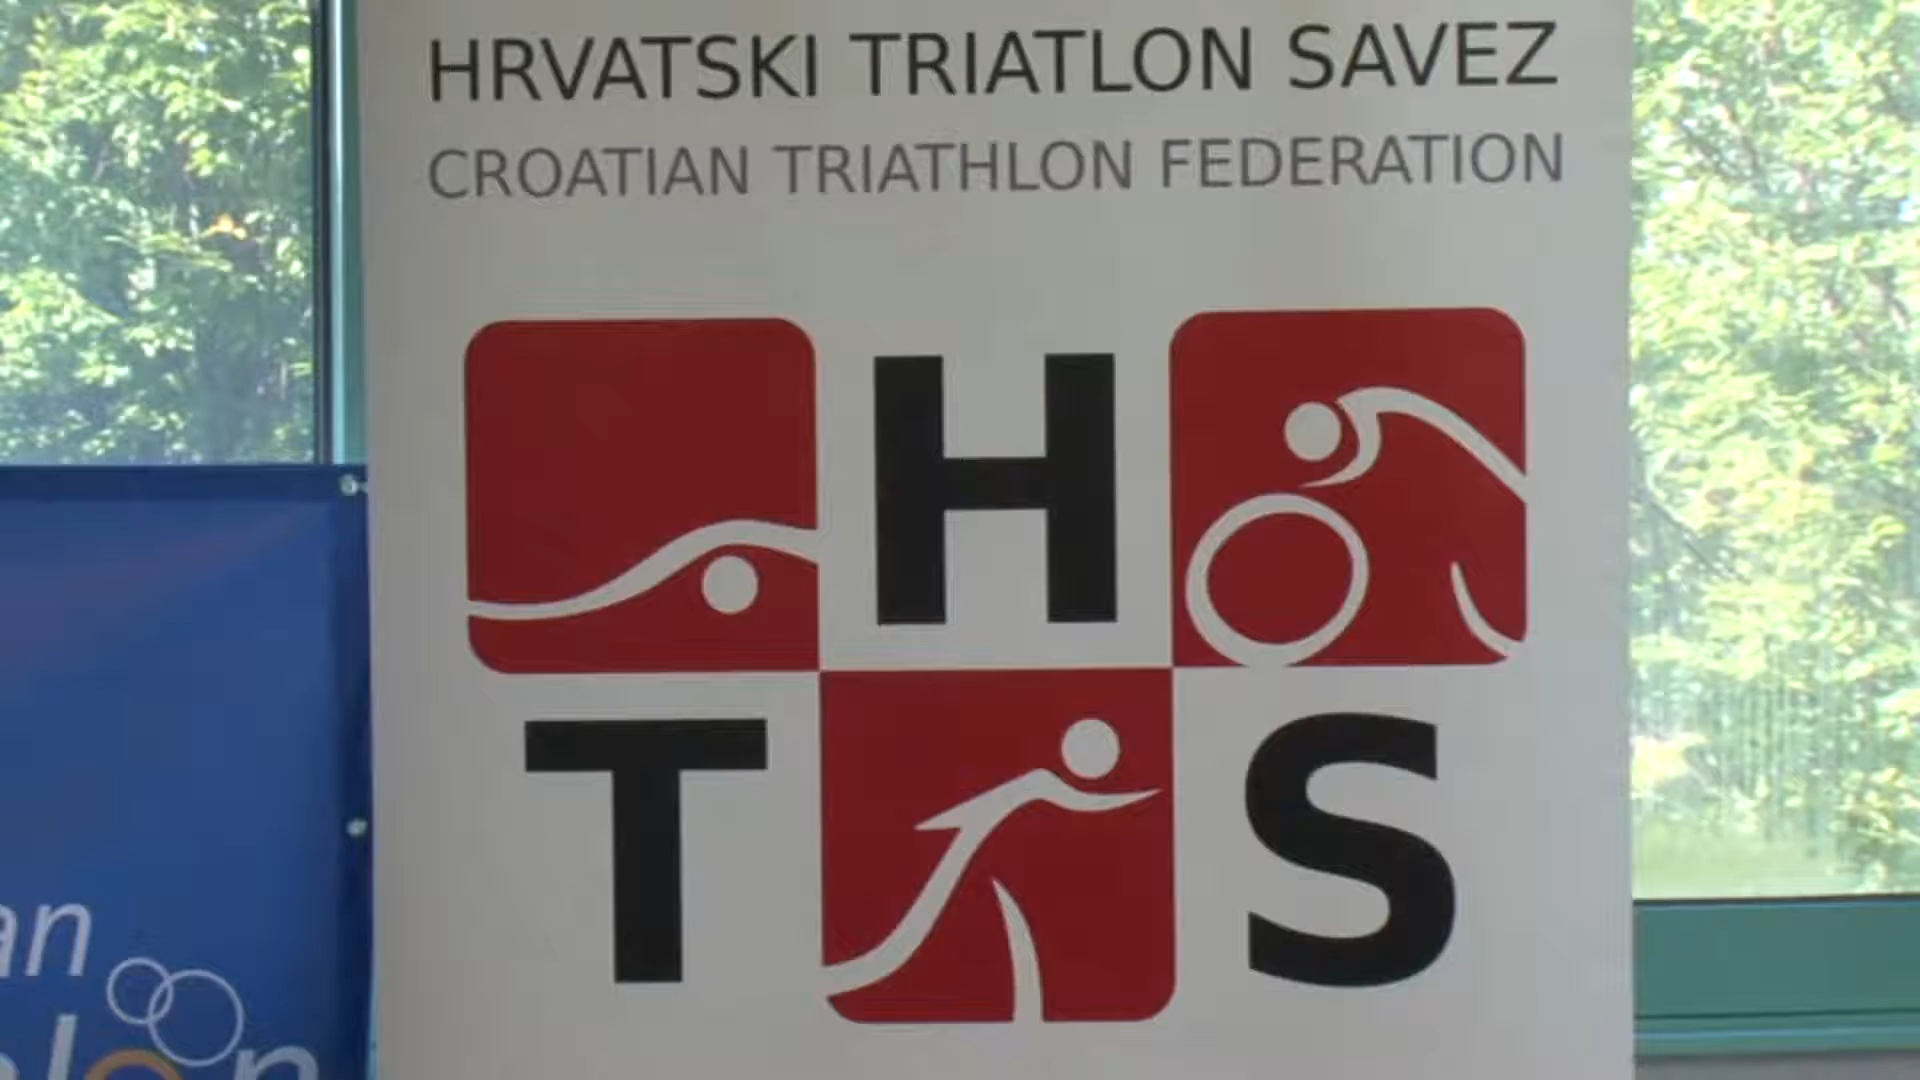 HRVATSKI TRIATLON SAVEZ
CROATIAN TRIATHLON FEDERATION
H
T S